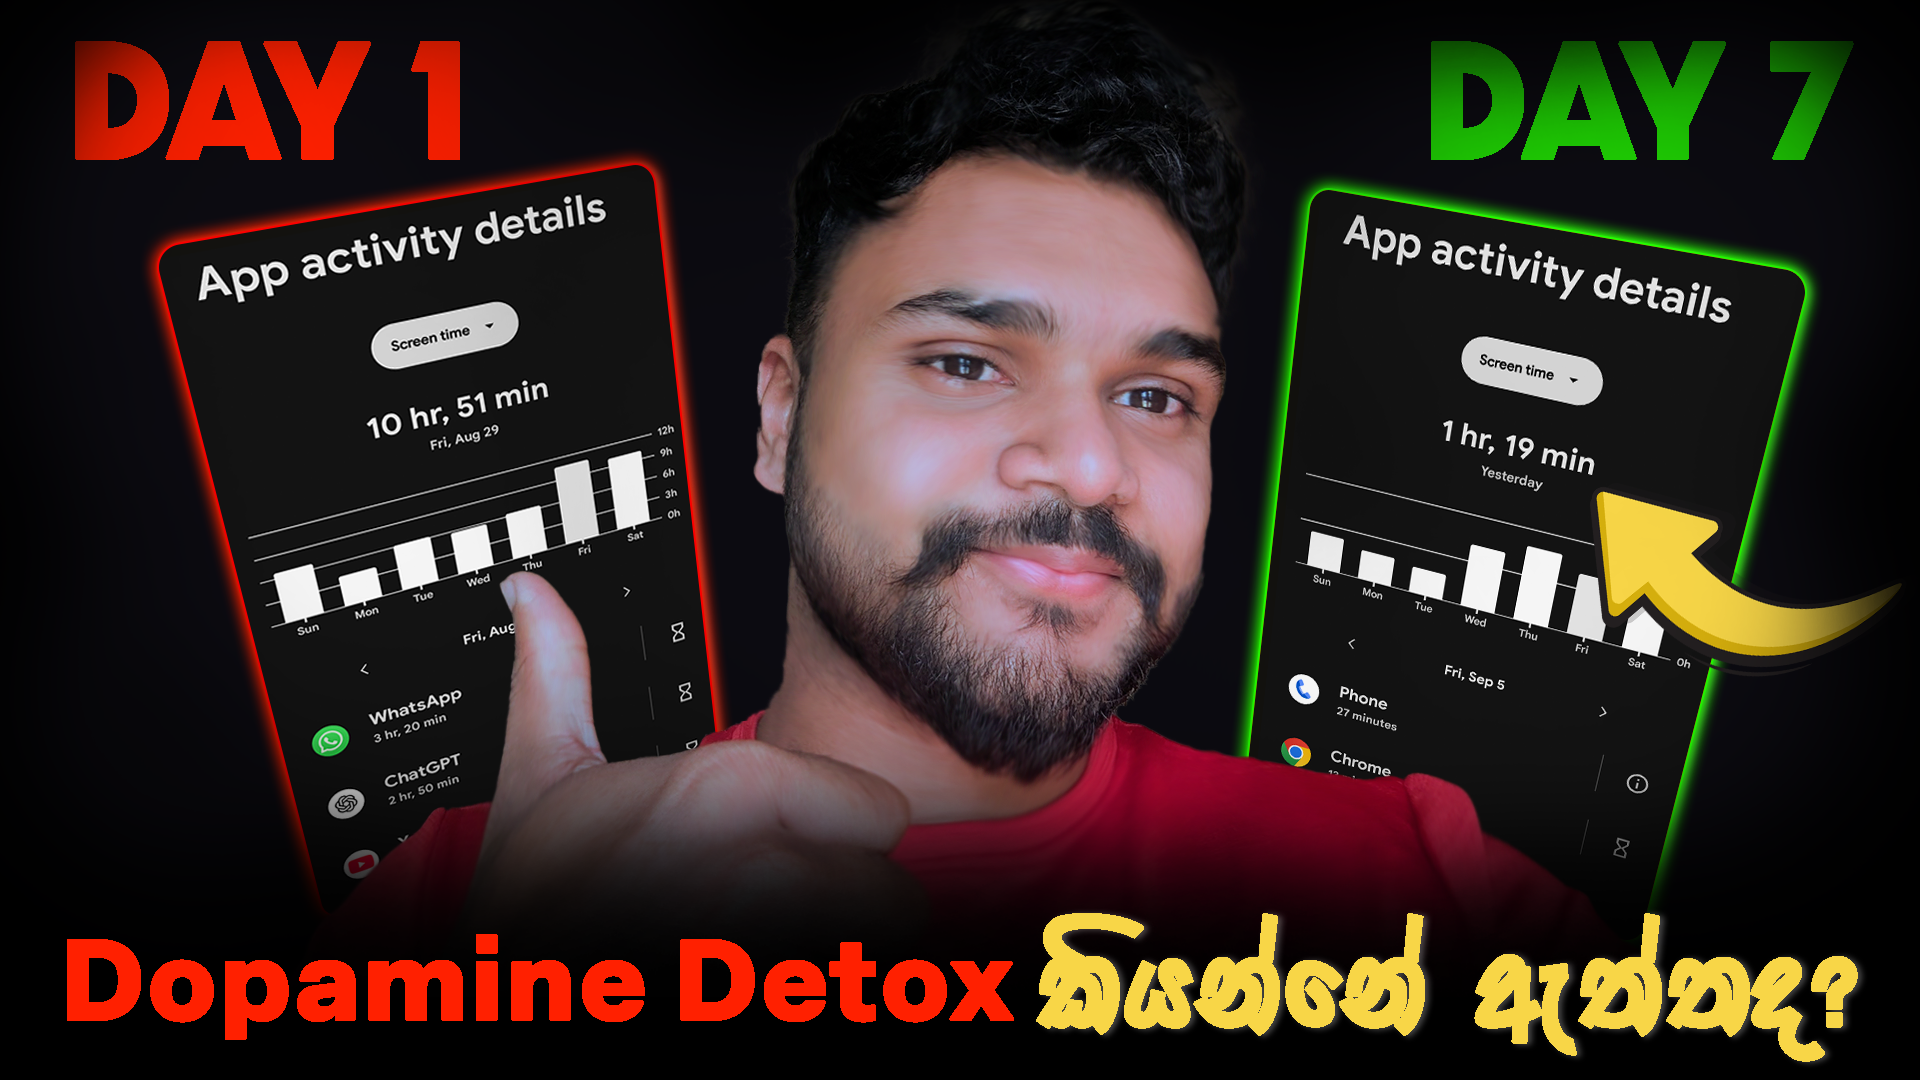 DAY 1
DAY 7
App activity details
Screen time
10 hr, 51 min
Fri, Aug 29
12h
9h
6h
3h
0h
Sun Mon Tue Wed Thu Fri Sat
Fri, Aug
WhatsApp
3 hr, 20 min
ChatGPT
2 hr, 50 min
App activity details
Screen time
1 hr, 19 min
Yesterday
Sun Mon Tue Wed Thu Fri Sat
0h
Fri, Sep 5
Phone
27 minutes
Chrome
Dopamine Detox කියන්නේ ඇත්තද?